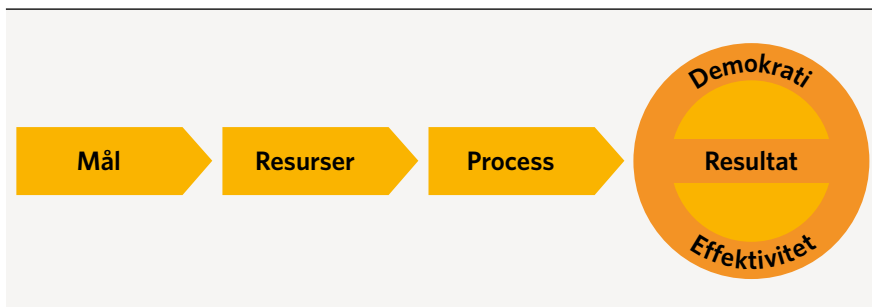 Mål
Resurser
Process
Demokrati
Resultat
Effektivitet